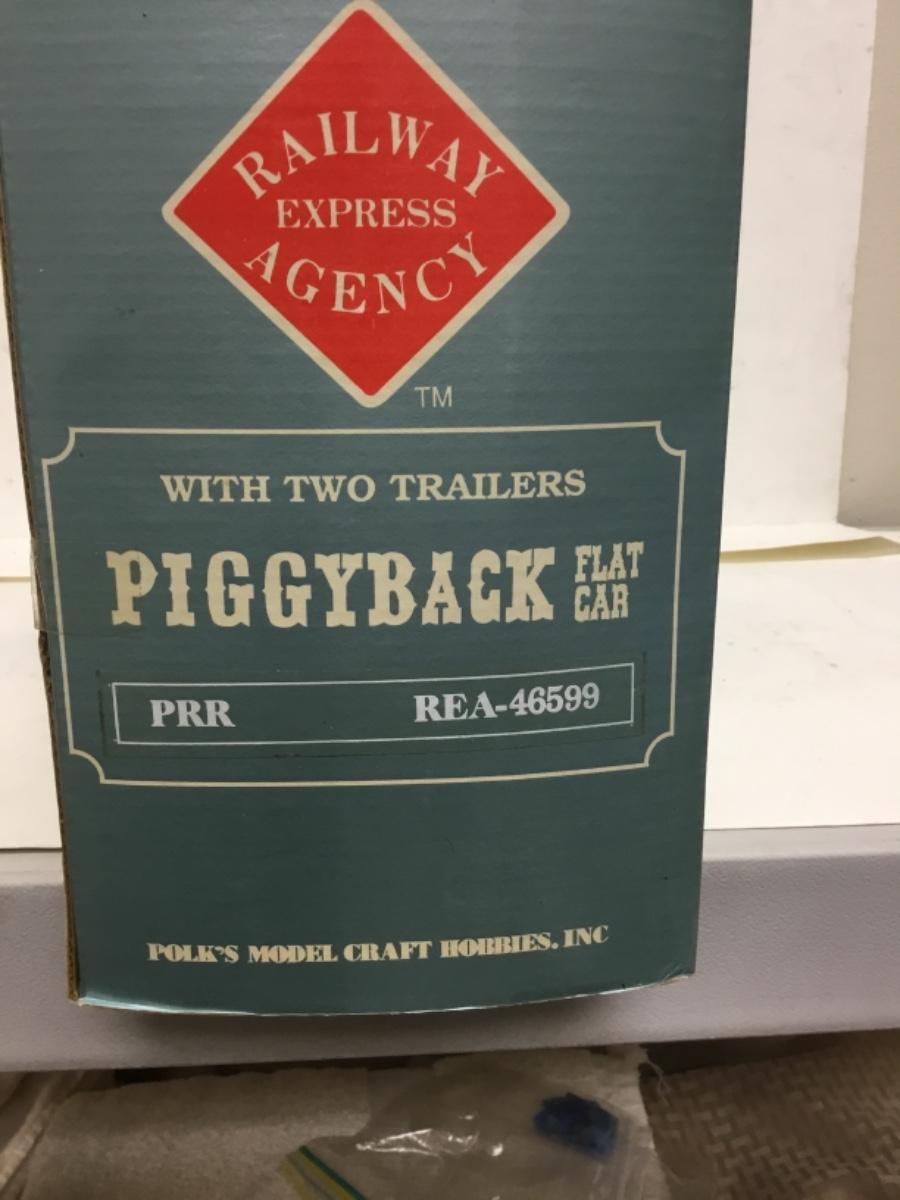 RAILWAY
EXPRESS
AGENCY
TM
WITH TWO TRAILERS
PIGGYBACK FLAT CAR
PRR REA-46599
POLK'S MODEL CRAFT HOBBIES. INC